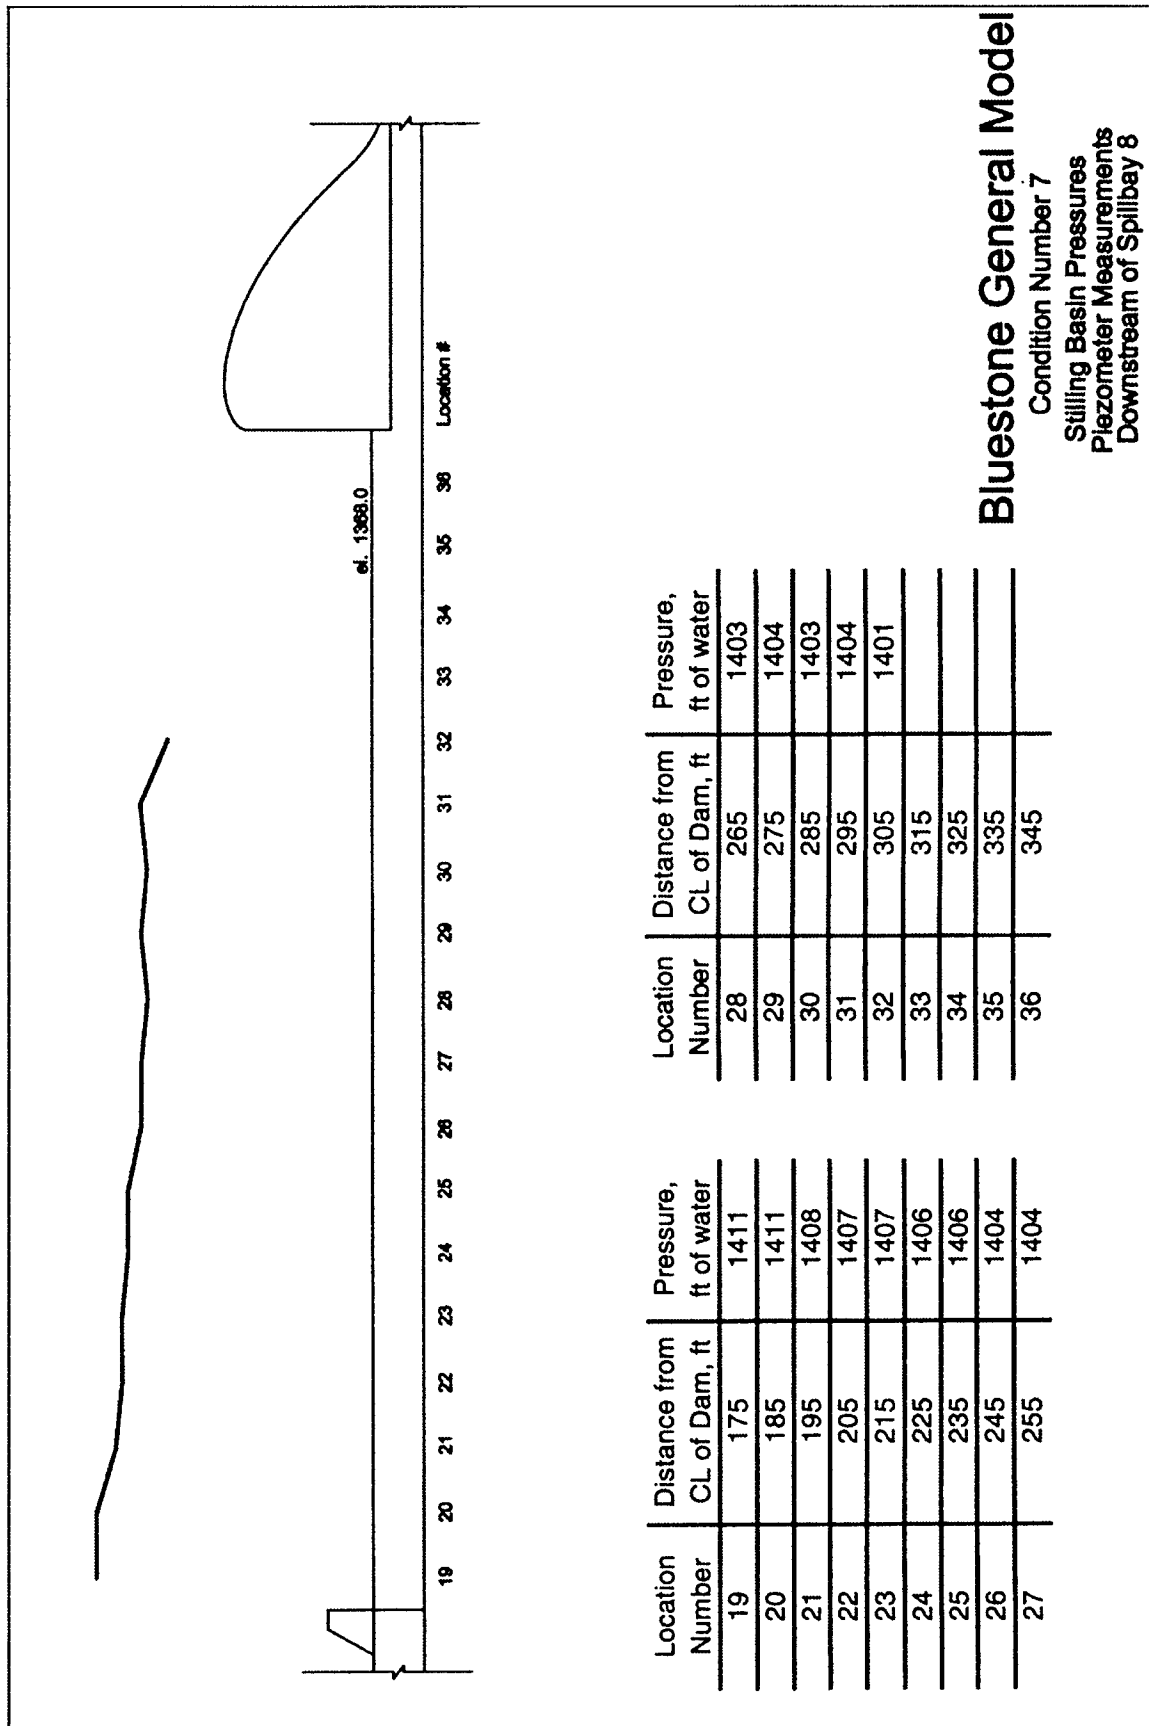 el. 1368.0
19 20 21 22 23 24 25 26 27 28 29 30 31 32 33 34 35 36 Location #
Location Number | Distance from CL of Dam, ft | Pressure, ft of water
19 175 1411
20 185 1411
21 195 1408
22 205 1407
23 215 1407
24 225 1406
25 235 1406
26 245 1404
27 255 1404
Location Number | Distance from CL of Dam, ft | Pressure, ft of water
28 265 1403
29 275 1404
30 285 1403
31 295 1404
32 305 1401
33 315
34 325
35 335
36 345
Bluestone General Model
Condition Number 7
Stilling Basin Pressures
Piezometer Measurements
Downstream of Spillbay 8